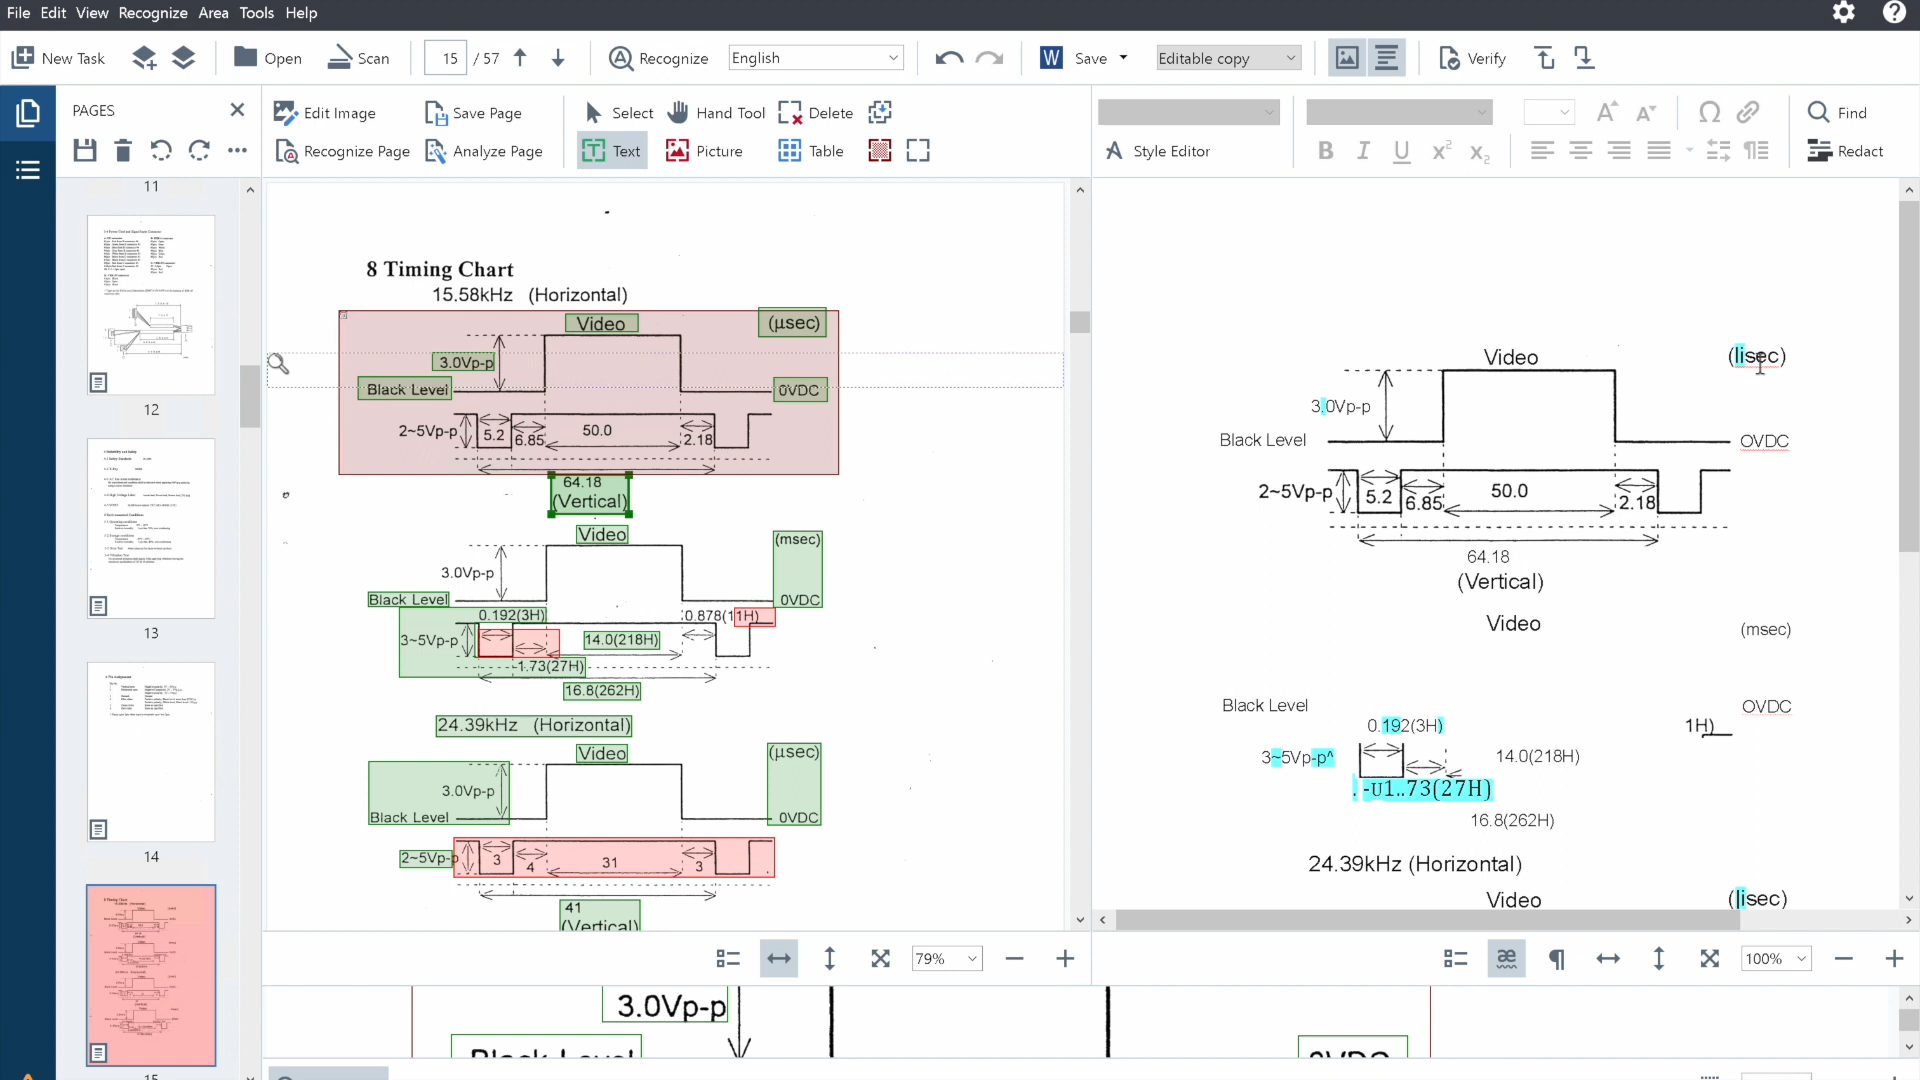 File Edit View Recognize Area Tools Help
New Task Open Scan 15 / 57 Recognize English Save Editable copy Verify
PAGES
Edit Image Save Page Select Hand Tool Delete
Recognize Page Analyze Page Text Picture Table
Style Editor B I U X² X₂ Find Redact
11
12
13
14
15
8 Timing Chart
15.58kHz (Horizontal)
Video (μsec)
3.0Vp-p
Black Level 0VDC
2~5Vp-p 5.2 6.85 50.0 2.18
64.18
(Vertical)
Video (msec)
3.0Vp-p
Black Level 0VDC
0.192(3H) 0.878(11H)
3~5Vp-p 14.0(218H)
1.73(27H)
16.8(262H)
24.39kHz (Horizontal)
Video (μsec)
3.0Vp-p
Black Level 0VDC
2~5Vp-p 3 4 31 3
41
(Vertical)
Video (lisec)
3.0Vp-p
Black Level OVDC
2~5Vp-p 5.2 6.85 50.0 2.18
64.18
(Vertical)
Video (msec)
Black Level OVDC
0.192(3H) 1H)
3~5Vp-p^ 14.0(218H)
. -U1..73(27H)
16.8(262H)
24.39kHz (Horizontal)
Video (lisec)
79% 100%
3.0Vp-p
Black Level 0VDC